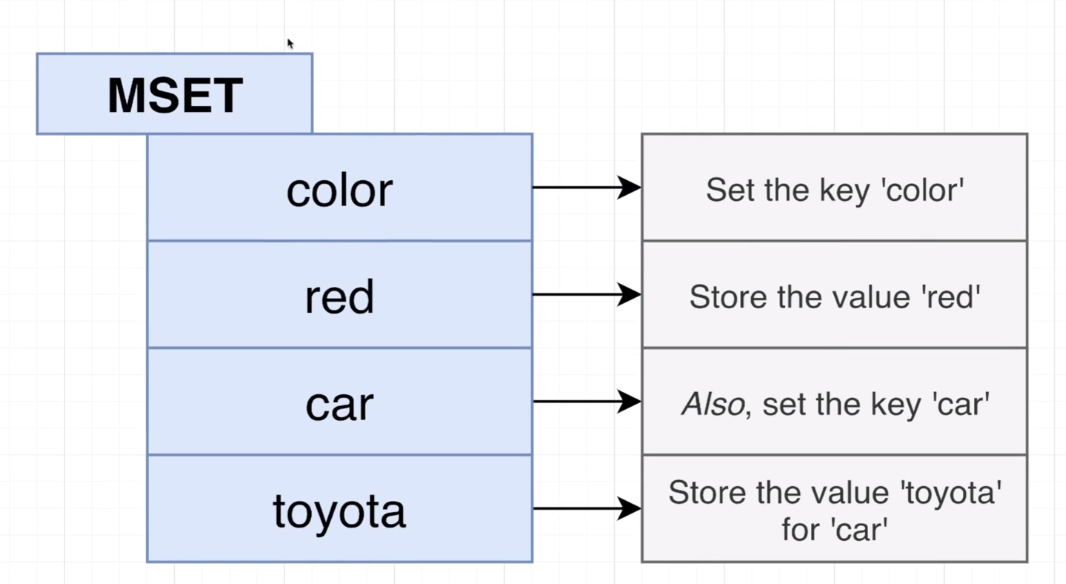 MSET
color
Set the key 'color'
red
Store the value 'red'
car
Also, set the key 'car'
toyota
Store the value 'toyota'
for 'car'